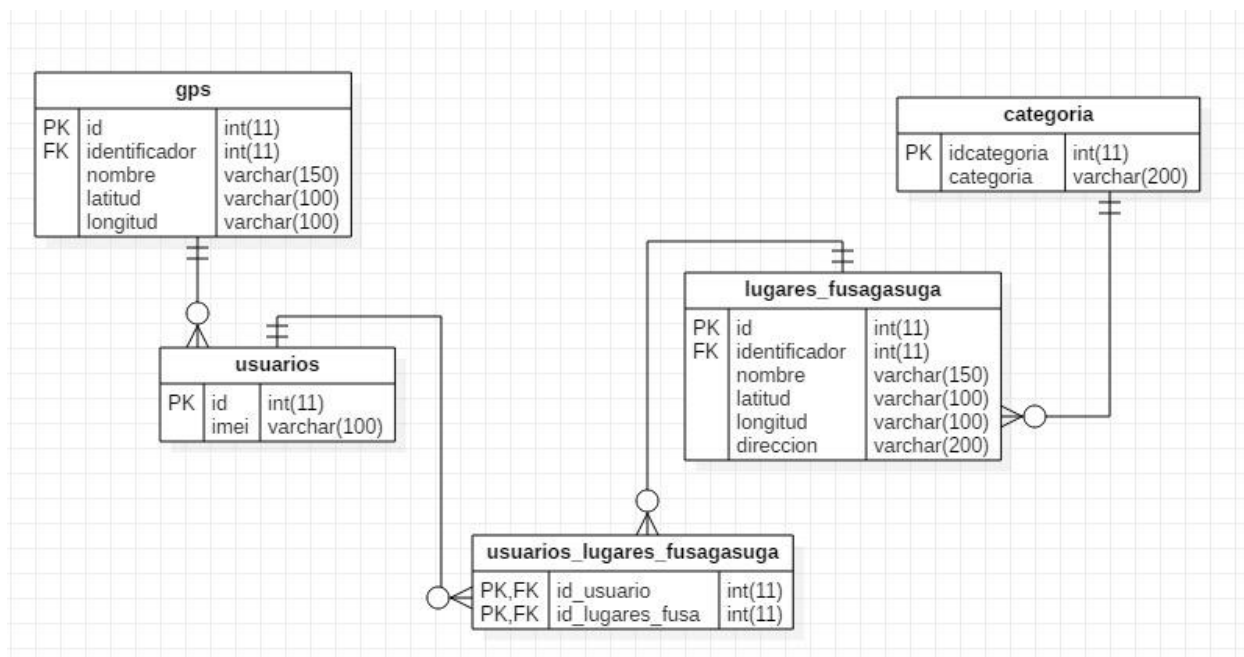 gps
PK id int(11)
FK identificador int(11)
nombre varchar(150)
latitud varchar(100)
longitud varchar(100)
categoria
PK idcategoria int(11)
categoria varchar(200)
lugares_fusagasuga
PK id int(11)
FK identificador int(11)
nombre varchar(150)
latitud varchar(100)
longitud varchar(100)
direccion varchar(200)
usuarios
PK id int(11)
imei varchar(100)
usuarios_lugares_fusagasuga
PK,FK id_usuario int(11)
PK,FK id_lugares_fusa int(11)